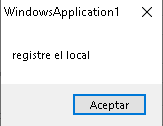 WindowsApplication1
registre el local
Aceptar